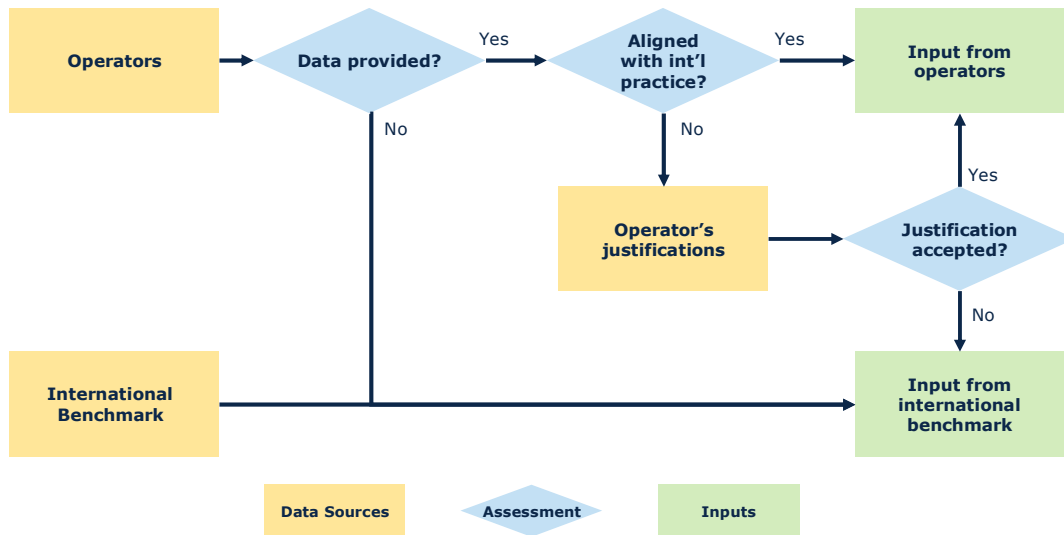 Operators
Data provided?
Yes
Aligned
with int’l
practice?
Yes
Input from
operators
No
No
Yes
Operator’s
justifications
Justification
accepted?
No
International
Benchmark
Input from
international
benchmark
Data Sources
Assessment
Inputs